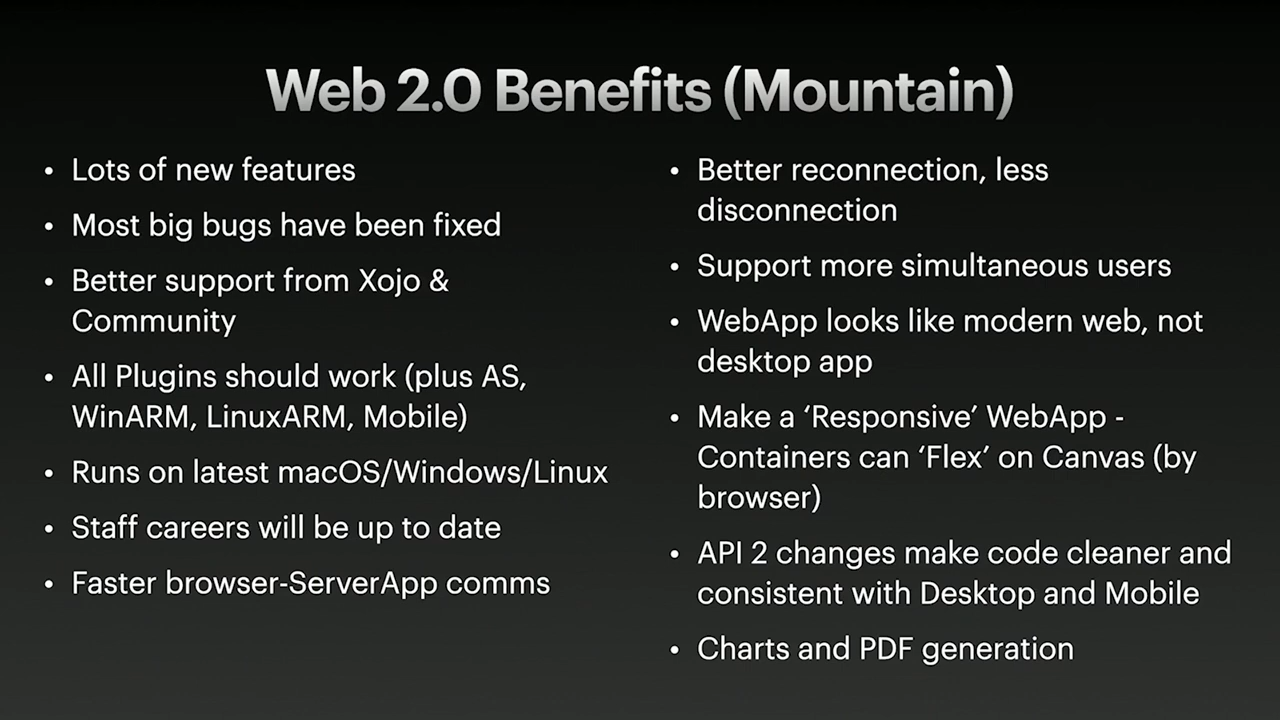 Web 2.0 Benefits (Mountain)
• Lots of new features
• Most big bugs have been fixed
• Better support from Xojo &
Community
• All Plugins should work (plus AS,
WinARM, LinuxARM, Mobile)
• Runs on latest macOS/Windows/Linux
• Staff careers will be up to date
• Faster browser-ServerApp comms
• Better reconnection, less
disconnection
• Support more simultaneous users
• WebApp looks like modern web, not
desktop app
• Make a ‘Responsive’ WebApp -
Containers can ‘Flex’ on Canvas (by
browser)
• API 2 changes make code cleaner and
consistent with Desktop and Mobile
• Charts and PDF generation